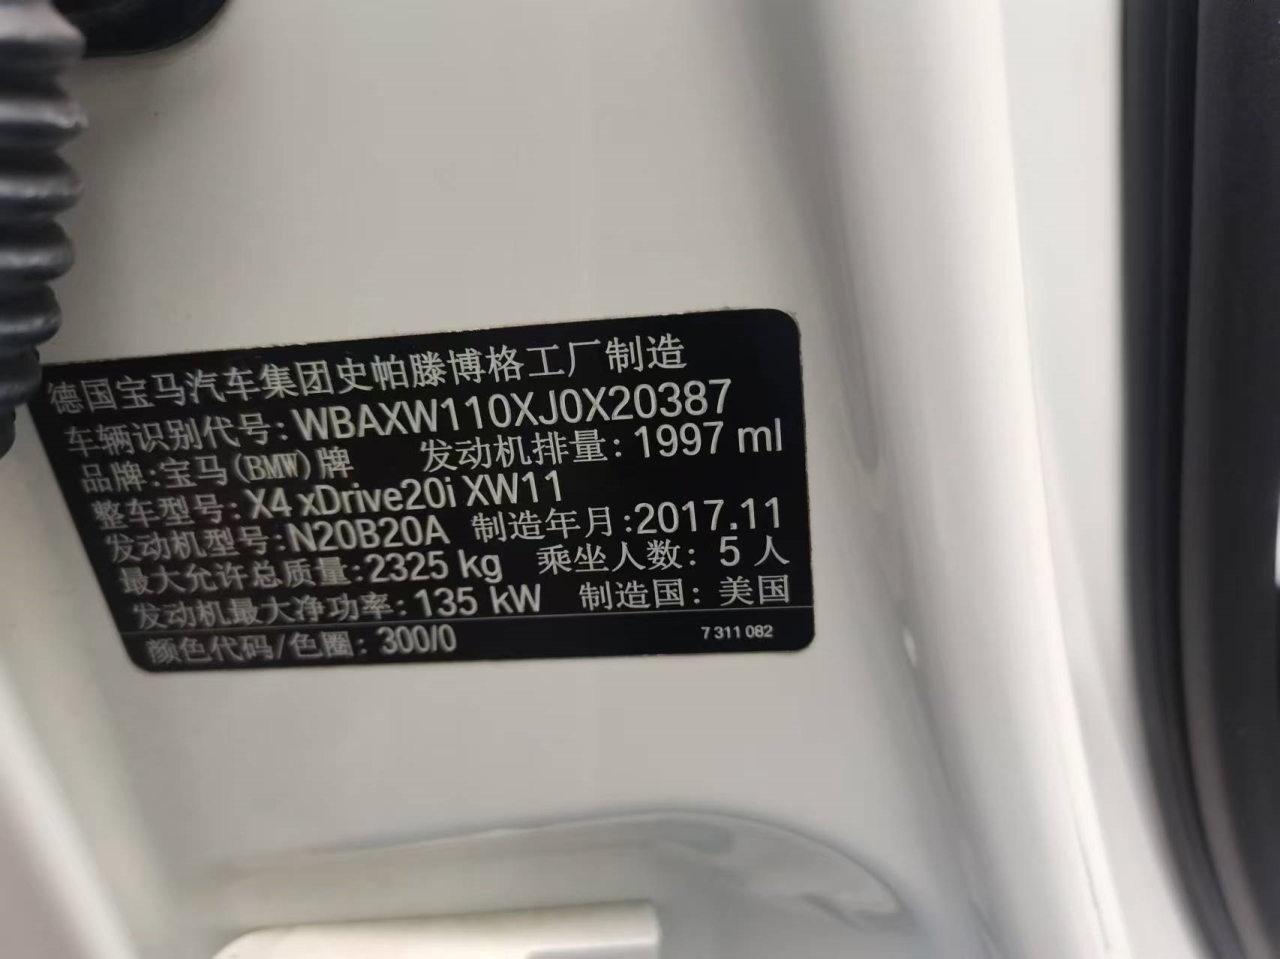 德国宝马汽车集团史帕滕博格工厂制造
车辆识别代号: WBAXW110XJ0X20387
品牌: 宝马(BMW)牌 发动机排量: 1997 ml
整车型号: X4 xDrive20i XW11
发动机型号: N20B20A 制造年月: 2017.11
最大允许总质量: 2325 kg 乘坐人数: 5 人
发动机最大净功率: 135 kW 制造国: 美国
颜色代码/色圈: 300/0 7 311 082